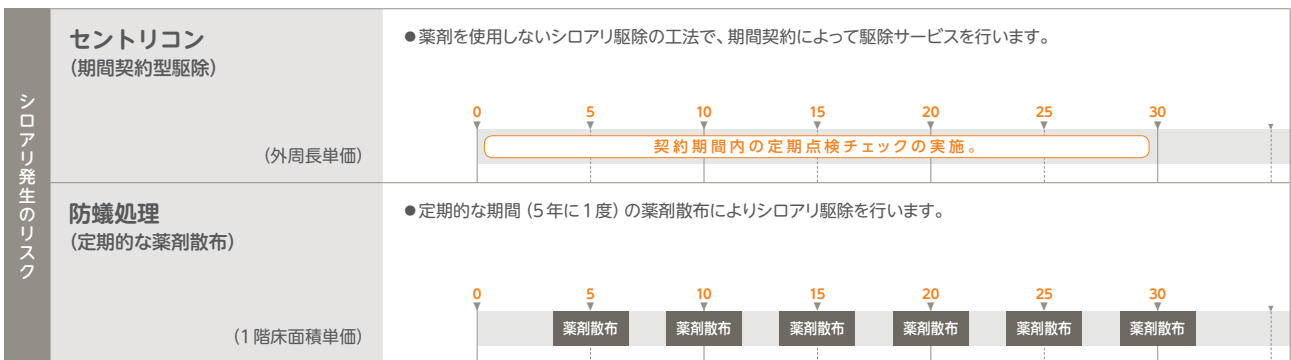 シロアリ発生のリスク
セントリコン
（期間契約型駆除）
（外周長単価）
●薬剤を使用しないシロアリ駆除の工法で、期間契約によって駆除サービスを行います。
0 5 10 15 20 25 30
契約期間内の定期点検チェックの実施。
防蟻処理
（定期的な薬剤散布）
（1階床面積単価）
●定期的な期間（5年に1度）の薬剤散布によりシロアリ駆除を行います。
0 5 10 15 20 25 30
薬剤散布 薬剤散布 薬剤散布 薬剤散布 薬剤散布 薬剤散布